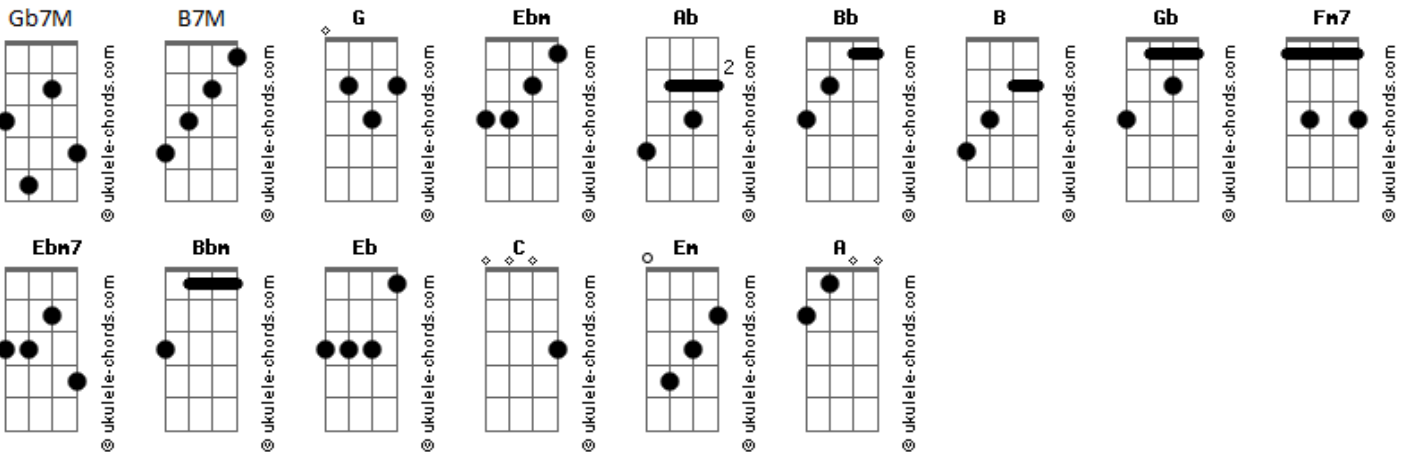 Gb7M B7M G Ebm Ab Bb B Gb Fm7
2
© ukulele-chords.com © ukulele-chords.com © ukulele-chords.com © ukulele-chords.com © ukulele-chords.com © ukulele-chords.com © ukulele-chords.com © ukulele-chords.com © ukulele-chords.com
Ebm7 Bbm Eb C Em A
© ukulele-chords.com © ukulele-chords.com © ukulele-chords.com © ukulele-chords.com © ukulele-chords.com © ukulele-chords.com